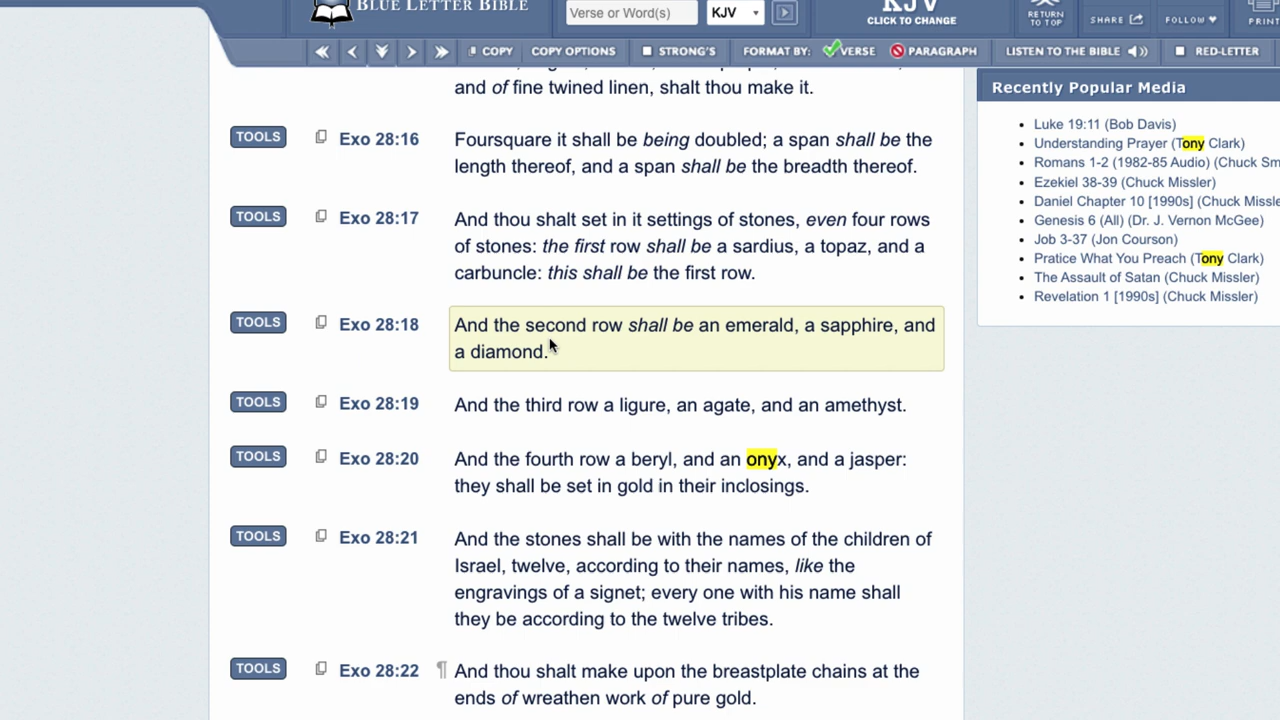 BLUE LETTER BIBLE
Verse or Word(s)
KJV
KJV
CLICK TO CHANGE
RETURN
TO TOP
SHARE
FOLLOW
PRINT
COPY
COPY OPTIONS
STRONG'S
FORMAT BY:
VERSE
PARAGRAPH
LISTEN TO THE BIBLE
RED-LETTER
and of fine twined linen, shalt thou make it.
TOOLS Exo 28:16 Foursquare it shall be being doubled; a span shall be the
length thereof, and a span shall be the breadth thereof.
TOOLS Exo 28:17 And thou shalt set in it settings of stones, even four rows
of stones: the first row shall be a sardius, a topaz, and a
carbuncle: this shall be the first row.
TOOLS Exo 28:18 And the second row shall be an emerald, a sapphire, and
a diamond.
TOOLS Exo 28:19 And the third row a ligure, an agate, and an amethyst.
TOOLS Exo 28:20 And the fourth row a beryl, and an onyx, and a jasper:
they shall be set in gold in their inclosings.
TOOLS Exo 28:21 And the stones shall be with the names of the children of
Israel, twelve, according to their names, like the
engravings of a signet; every one with his name shall
they be according to the twelve tribes.
TOOLS Exo 28:22 ¶ And thou shalt make upon the breastplate chains at the
ends of wreathen work of pure gold.
Recently Popular Media
Luke 19:11 (Bob Davis)
Understanding Prayer (Tony Clark)
Romans 1-2 (1982-85 Audio) (Chuck Sm
Ezekiel 38-39 (Chuck Missler)
Daniel Chapter 10 [1990s] (Chuck Missle
Genesis 6 (All) (Dr. J. Vernon McGee)
Job 3-37 (Jon Courson)
Pratice What You Preach (Tony Clark)
The Assault of Satan (Chuck Missler)
Revelation 1 [1990s] (Chuck Missler)